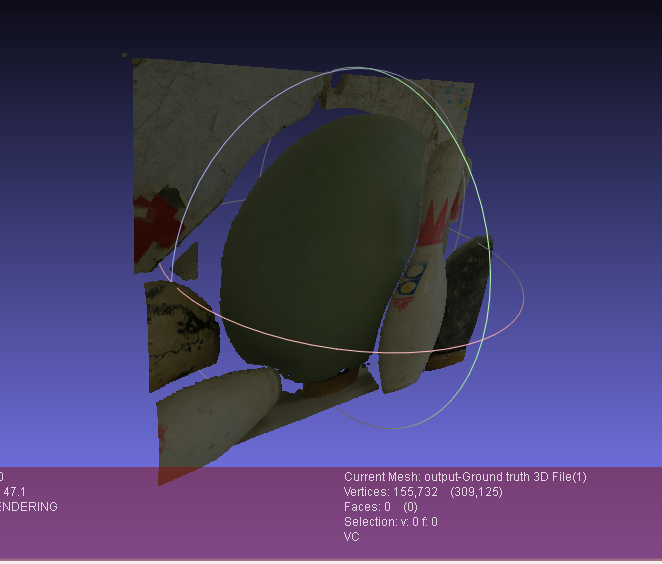 0
47.1
ENDERING
Current Mesh: output-Ground truth 3D File(1)
Vertices: 155,732 (309,125)
Faces: 0 (0)
Selection: v: 0 f: 0
VC